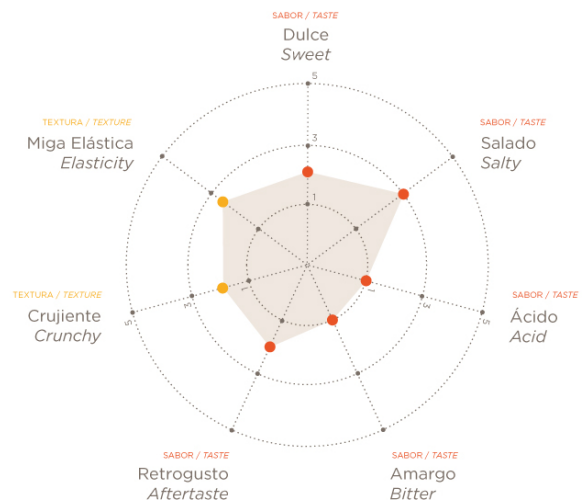 SABOR / TASTE
Dulce
Sweet
5
3
1
TEXTURA / TEXTURE
Miga Elástica
Elasticity
SABOR / TASTE
Salado
Salty
TEXTURA / TEXTURE
Crujiente
Crunchy
5
3
1
1
3
5
SABOR / TASTE
Ácido
Acid
SABOR / TASTE
Retrogusto
Aftertaste
SABOR / TASTE
Amargo
Bitter